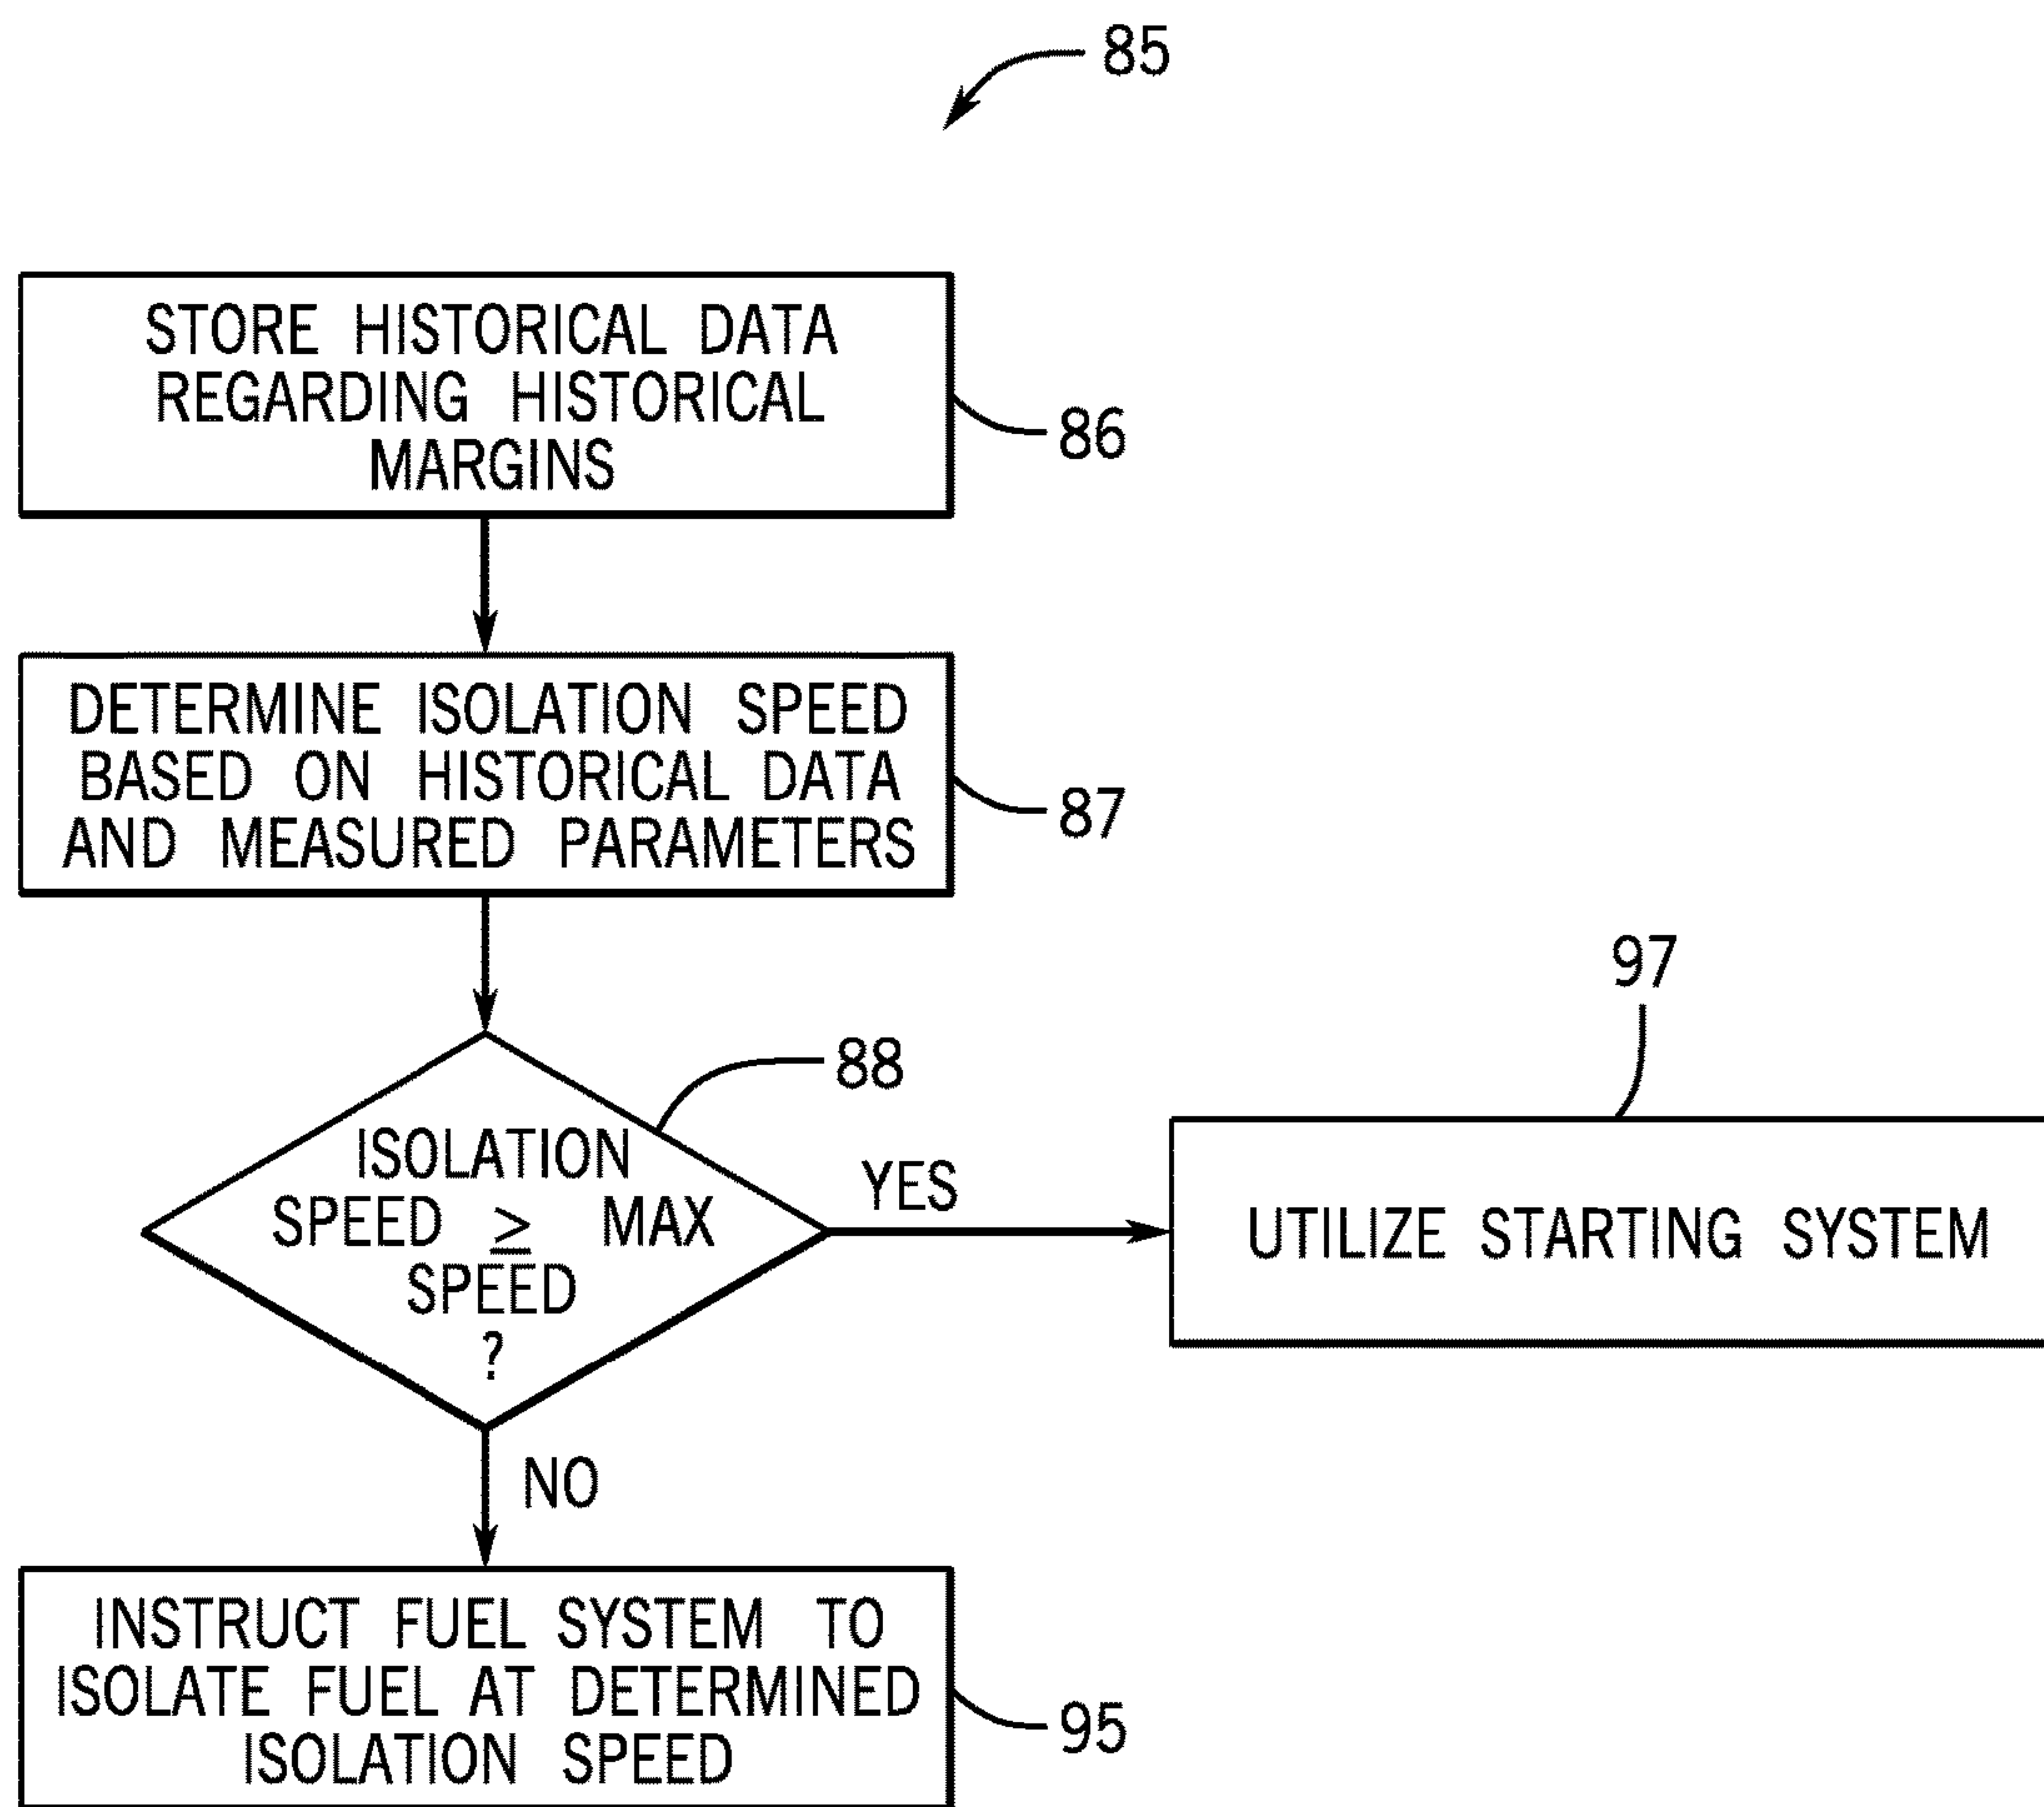 85
STORE HISTORICAL DATA
REGARDING HISTORICAL
MARGINS
86
DETERMINE ISOLATION SPEED
BASED ON HISTORICAL DATA
AND MEASURED PARAMETERS
87
97
88
ISOLATION
SPEED ≥ MAX
SPEED
?
YES
UTILIZE STARTING SYSTEM
NO
INSTRUCT FUEL SYSTEM TO
ISOLATE FUEL AT DETERMINED
ISOLATION SPEED
95